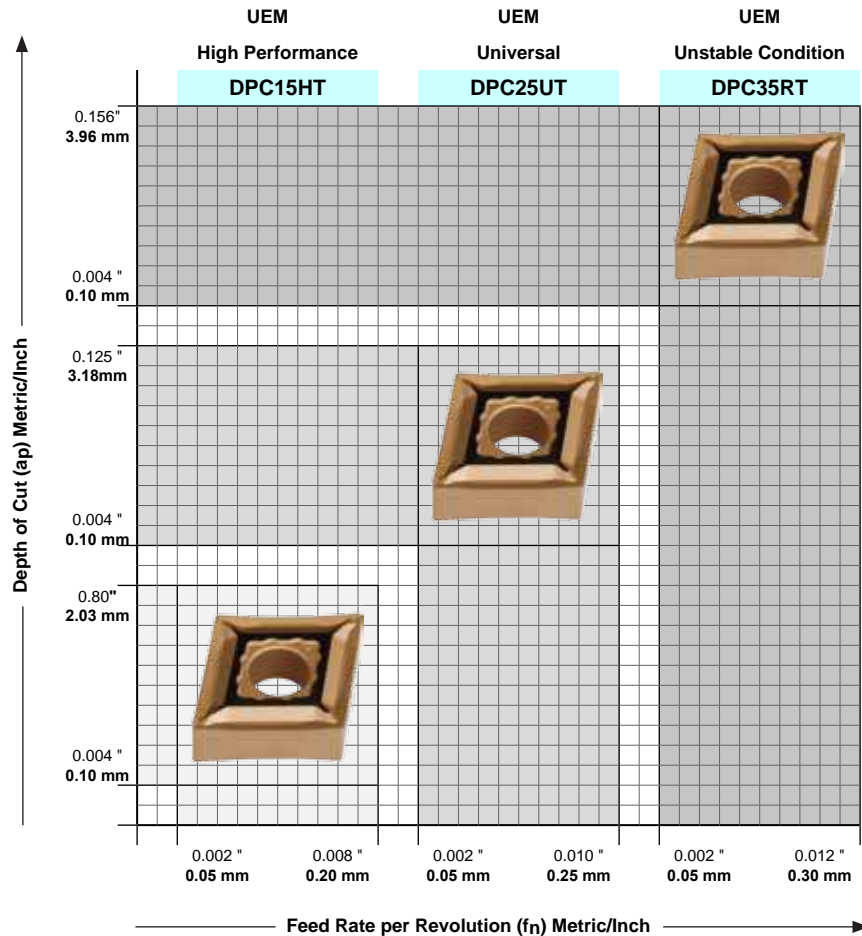 UEM UEM UEM
High Performance Universal Unstable Condition
DPC15HT DPC25UT DPC35RT
Depth of Cut (ap) Metric/Inch
0.156"
3.96 mm
0.004 "
0.10 mm
0.125 "
3.18mm
0.004 "
0.10 mm
0.80"
2.03 mm
0.004 "
0.10 mm
0.002 " 0.008 " 0.002 " 0.010 " 0.002 " 0.012 "
0.05 mm 0.20 mm 0.05 mm 0.25 mm 0.05 mm 0.30 mm
Feed Rate per Revolution (fn) Metric/Inch